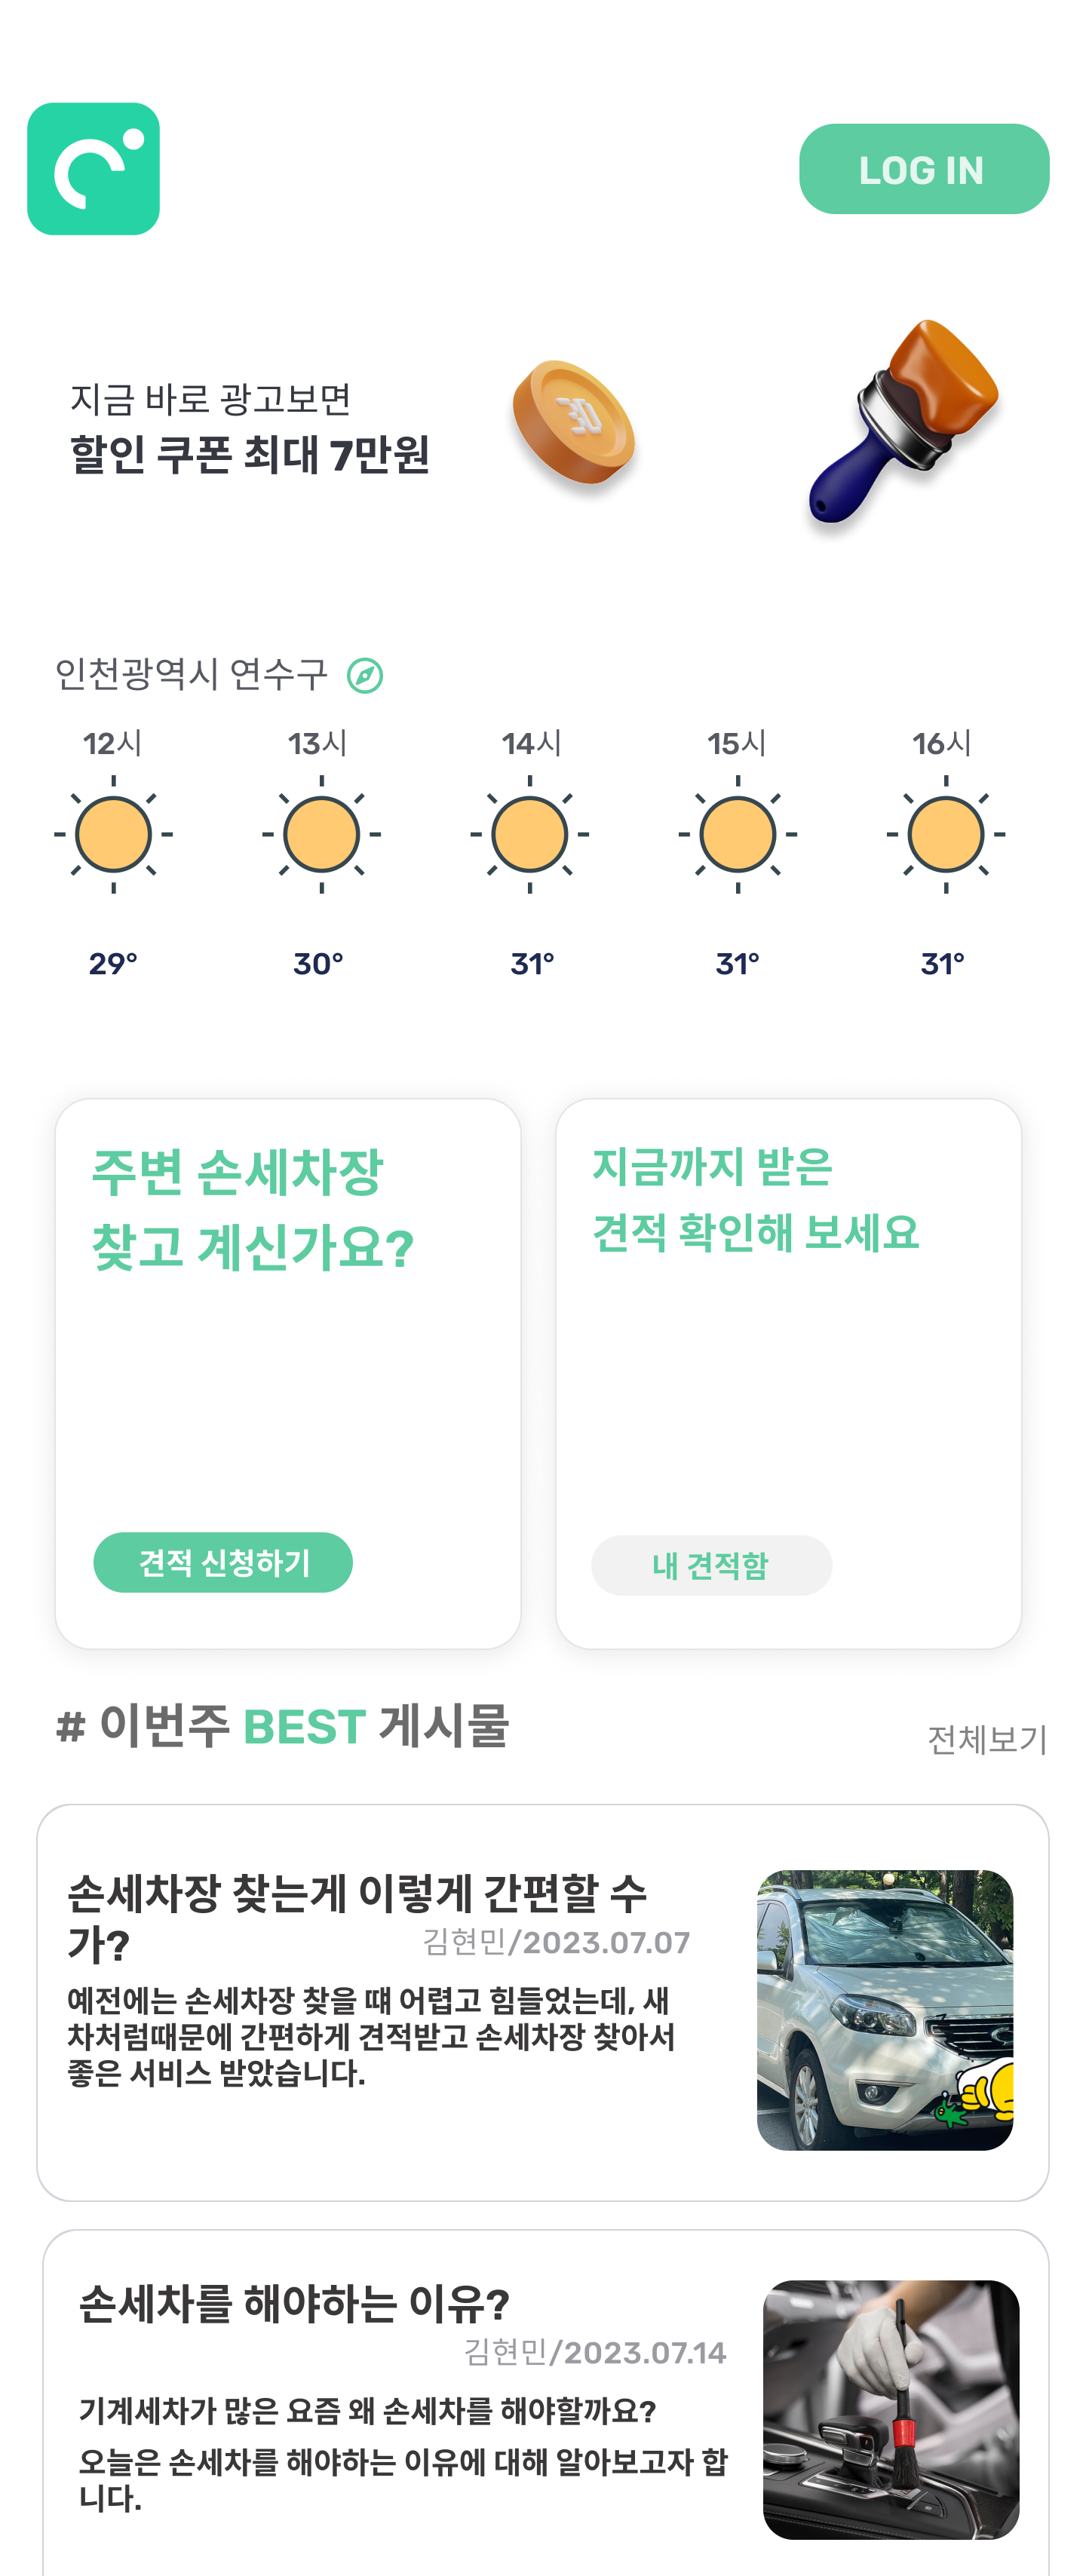 LOG IN
지금 바로 광고보면
할인 쿠폰 최대 7만원
인천광역시 연수구
12시
13시
14시
15시
16시
29°
30°
31°
31°
31°
주변 손세차장
찾고 계신가요?
견적 신청하기
지금까지 받은
견적 확인해 보세요
내 견적함
# 이번주 BEST 게시물
전체보기
손세차장 찾는게 이렇게 간편할 수
가?
김현민/2023.07.07
예전에는 손세차장 찾을 떄 어렵고 힘들었는데, 새
차처럼때문에 간편하게 견적받고 손세차장 찾아서
좋은 서비스 받았습니다.
손세차를 해야하는 이유?
김현민/2023.07.14
기계세차가 많은 요즘 왜 손세차를 해야할까요?
오늘은 손세차를 해야하는 이유에 대해 알아보고자 합
니다.